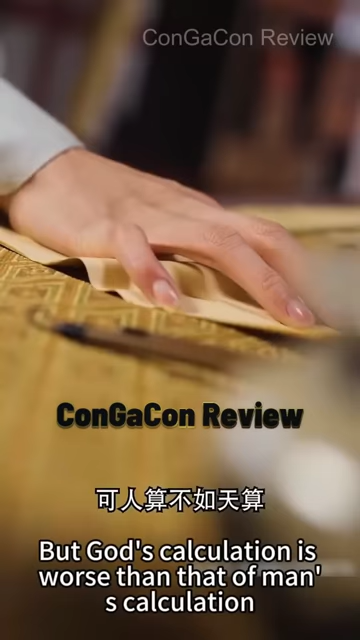 ConGaCon Review
ConGaCon Review
可人算不如天算
But God's calculation is
worse than that of man'
s calculation